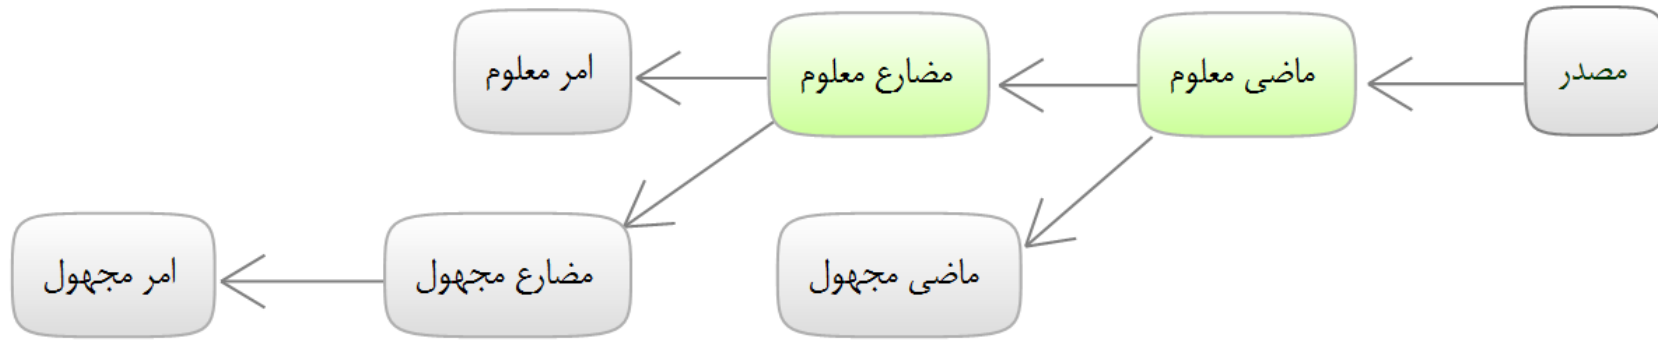 مصدر
ماضی معلوم
مضارع معلوم
امر معلوم
ماضی مجهول
مضارع مجهول
امر مجهول